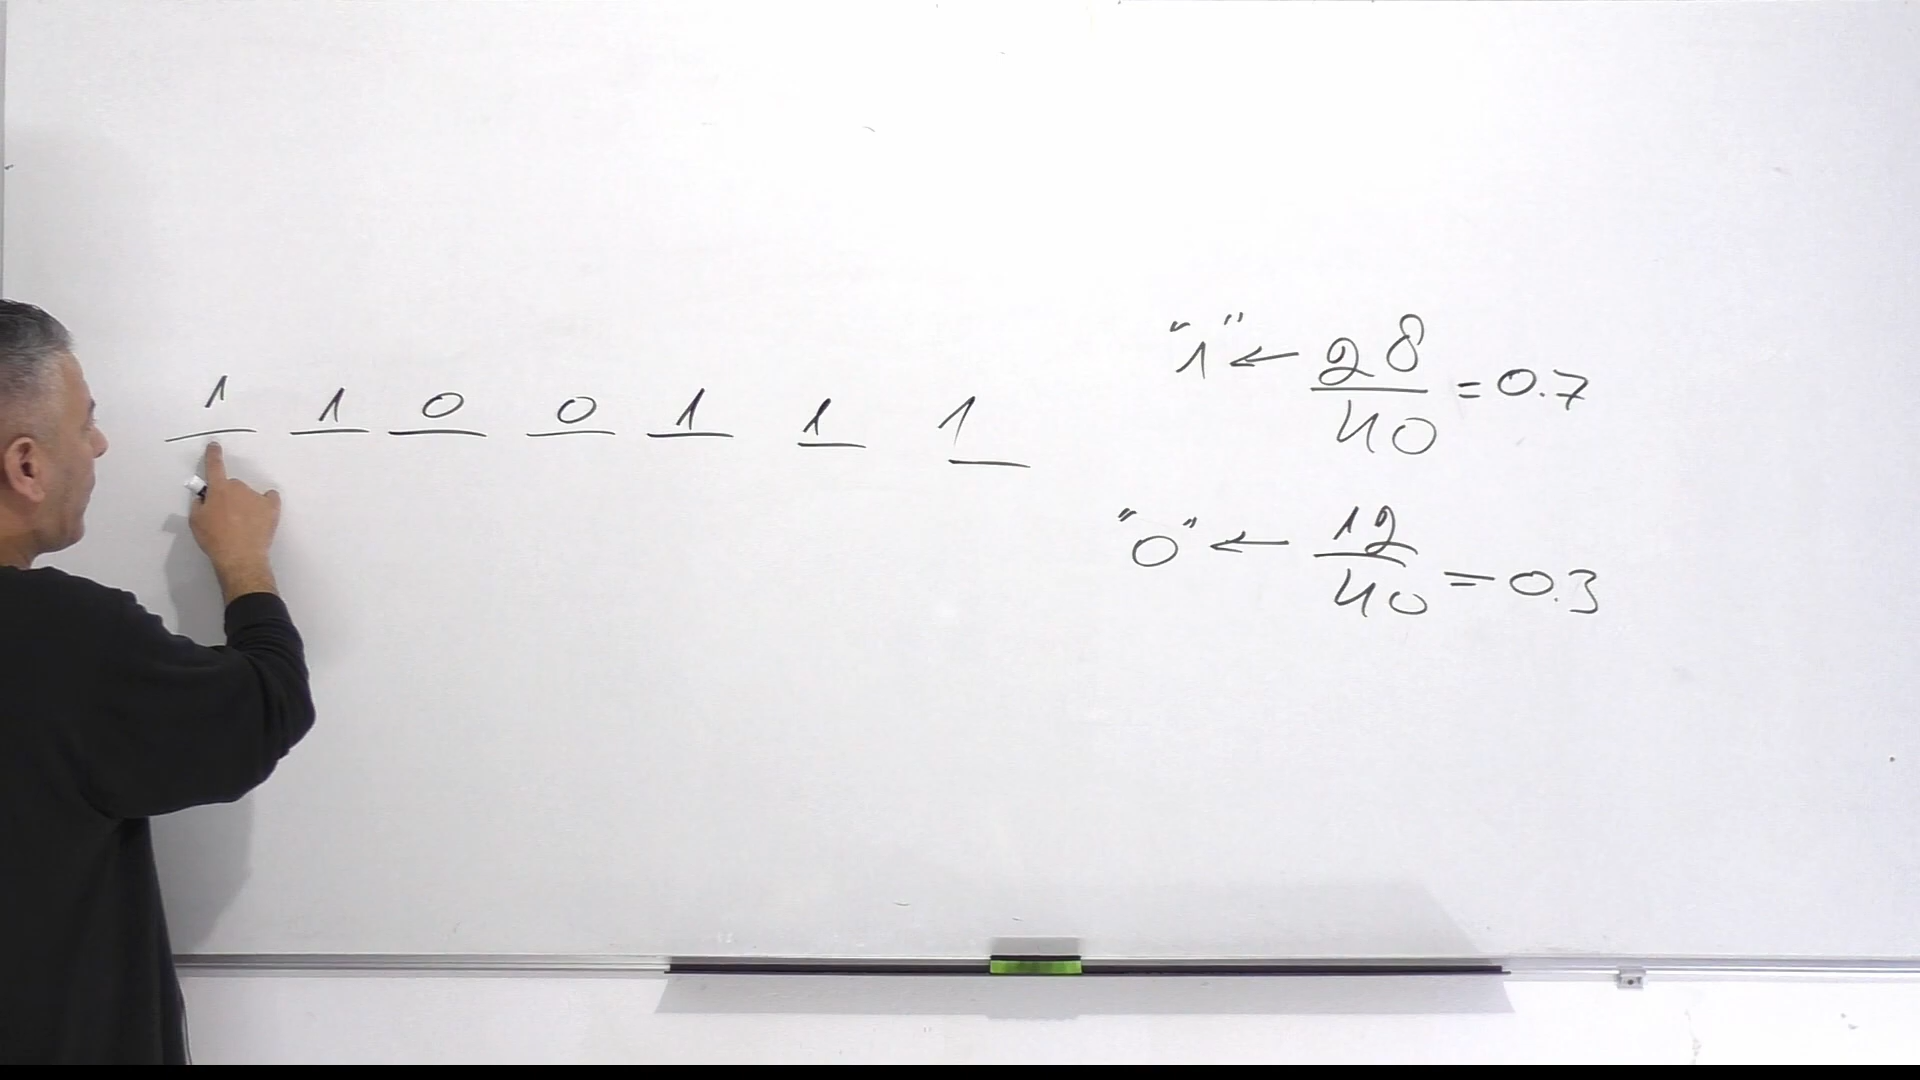 1 1 0 0 1 1 1
"1" ← 28/40 = 0.7
"0" ← 12/40 = 0.3